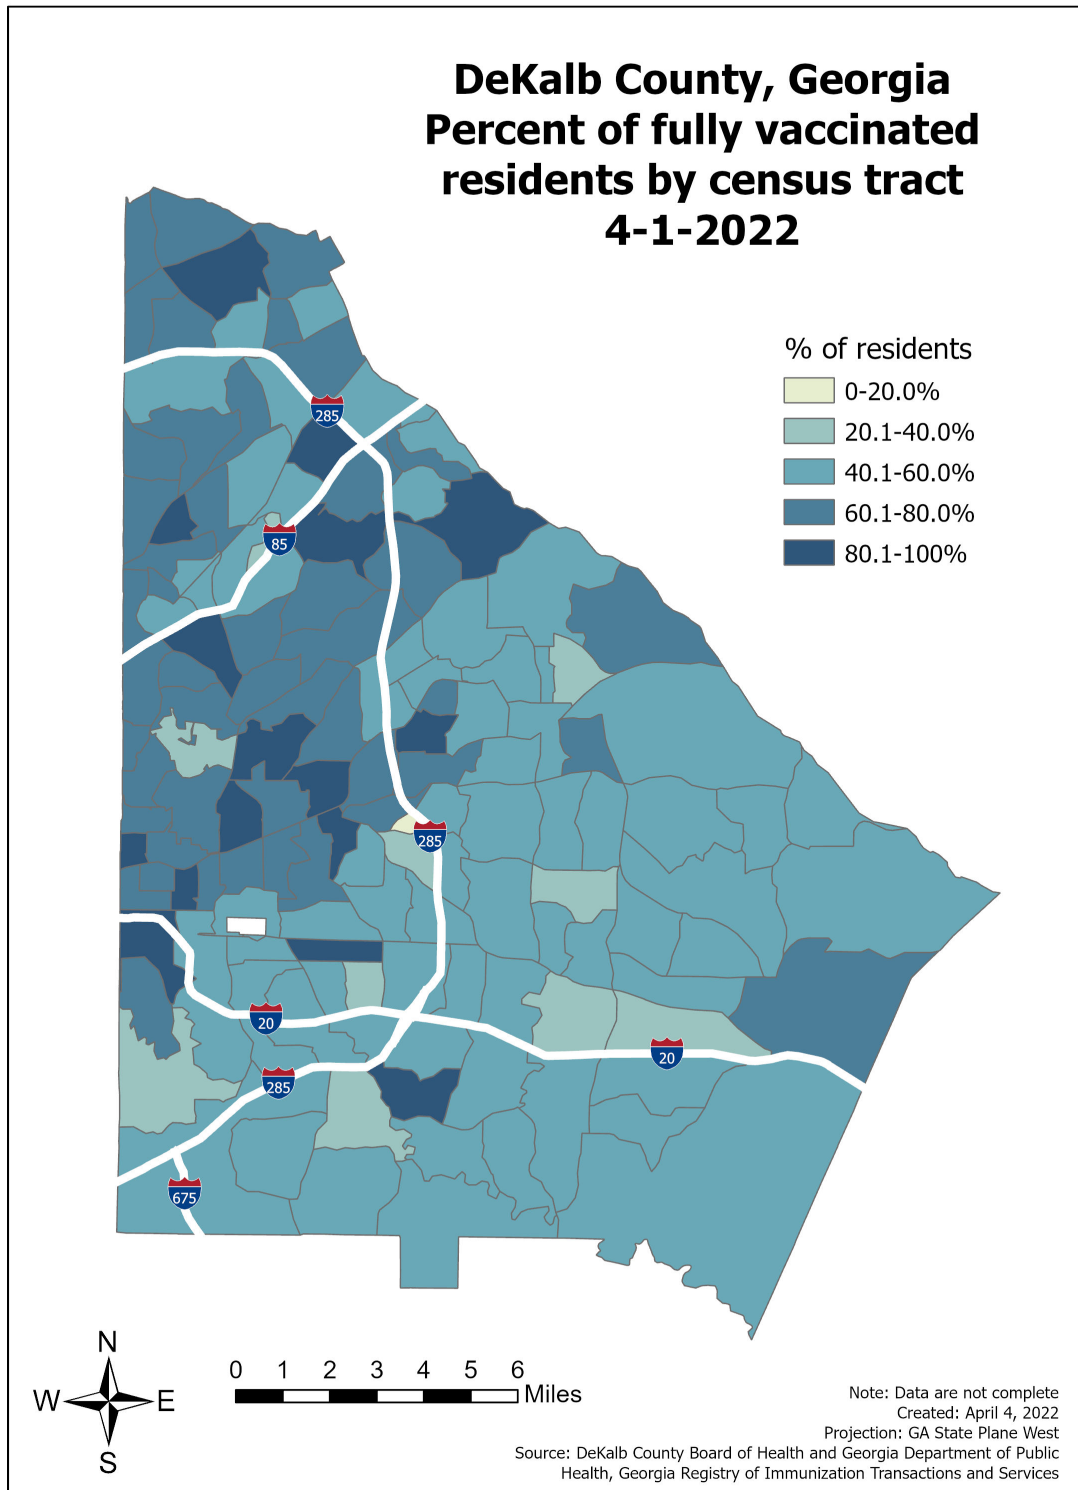 DeKalb County, Georgia
Percent of fully vaccinated
residents by census tract
4-1-2022
% of residents
0-20.0%
20.1-40.0%
40.1-60.0%
60.1-80.0%
80.1-100%
285
85
285
20
20
285
675
N
W E
S
0 1 2 3 4 5 6
Miles
Note: Data are not complete
Created: April 4, 2022
Projection: GA State Plane West
Source: DeKalb County Board of Health and Georgia Department of Public
Health, Georgia Registry of Immunization Transactions and Services